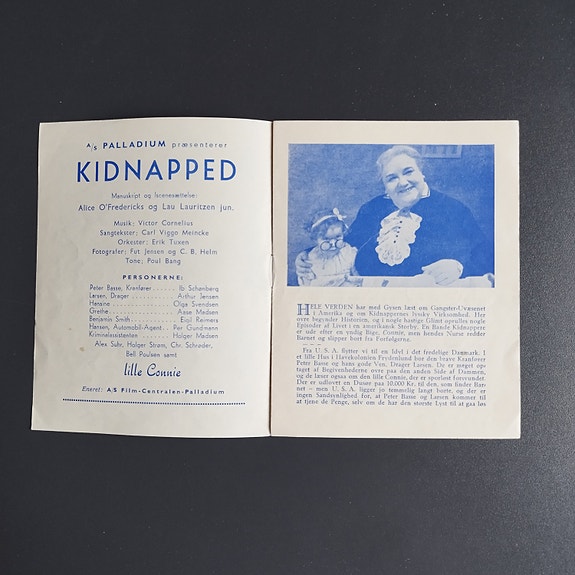 A/S PALLADIUM præsenterer
KIDNAPPED
Manuskript og Iscenesættelse:
Alice O'Fredericks og Lau Lauritzen jun.
Musik: Victor Cornelius
Sangtekster: Carl Viggo Meincke
Orkester: Erik Tuxen
Fotografer: Fut Jensen og C. B. Helm
Tone: Poul Bang
PERSONERNE:
Peter Basse, Kranfører .... Ib Schønberg
Larsen, Drager ........ Arthur Jensen
Hansine ............ Olga Svendsen
Grethe ............ Aase Madsen
Benjamin Smith ........ Eigil Reimers
Hansen, Automobil-Agent .... Per Gundmann
Kriminalassistenten ...... Holger Madsen
Alex Suhr, Holger Strøm, Chr. Schrøder,
Bell Poulsen samt
lille Connie
Eneret: A/S Film-Centralen-Palladium
HELE VERDEN har med Gysen læst om Gangster-Uvæsenet
i Amerika og om Kidnappernes lyssky Virksomhed. Her
ovre begynder Historien, og i nogle hastige Glimt oprulles nogle
Episoder af Livet i en amerikansk Storby. En Bande Kidnappere
er ude efter en yndig Bige, Connie, men hendes Nurse redder
Barnet og slipper bort fra Forfølgerne.
— — —
Fra U. S. A. flytter vi til en Idyl i det fredelige Danmark. I
et lille Hus i Havekolonien Frydenlund bor den brave Kranfører
Peter Basse og hans gode Ven, Drager Larsen. De er meget op-
taget af Begivenhederne ovre paa den anden Side af Dammen,
og de læser ogsaa om den lille Connie, der er sporløst forsvundet.
Der er udlovet en Dusør paa 10,000 Kr. til den, som finder Bar-
net — men U. S. A. ligger jo temmelig langt borte, og der er
ingen Sandsynlighed for, at Peter Basse og Larsen kommer til
at tjene de Penge, selv om de har den største Lyst til at gaa løs